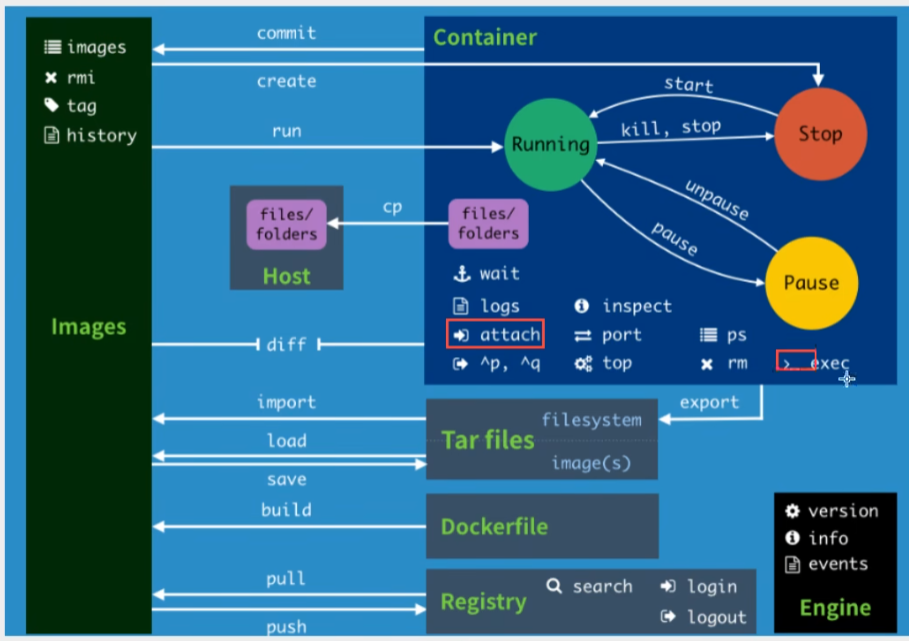 images
rmi
tag
history
Images
commit
create
run
cp
diff
import
load
save
build
pull
push
Container
start
kill, stop
Running
Stop
unpause
pause
Pause
files/
folders
Host
files/
folders
wait
logs
inspect
attach
port
ps
^p, ^q
top
rm
exec
export
Tar files
filesystem
image(s)
Dockerfile
Registry
search
login
logout
version
info
events
Engine